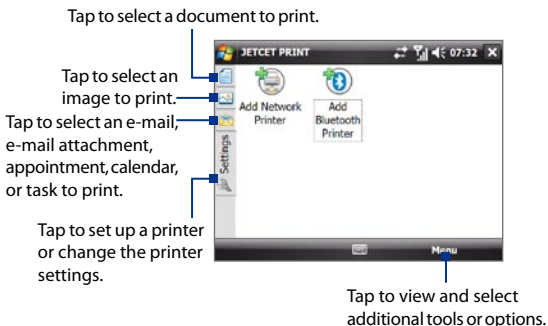 Tap to select a document to print.
JETCET PRINT
07:32
Tap to select an
image to print.
Add Network
Printer
Add
Bluetooth
Printer
Tap to select an e-mail,
e-mail attachment,
appointment, calendar,
or task to print.
Settings
Tap to set up a printer
or change the printer
settings.
Menu
Tap to view and select
additional tools or options.